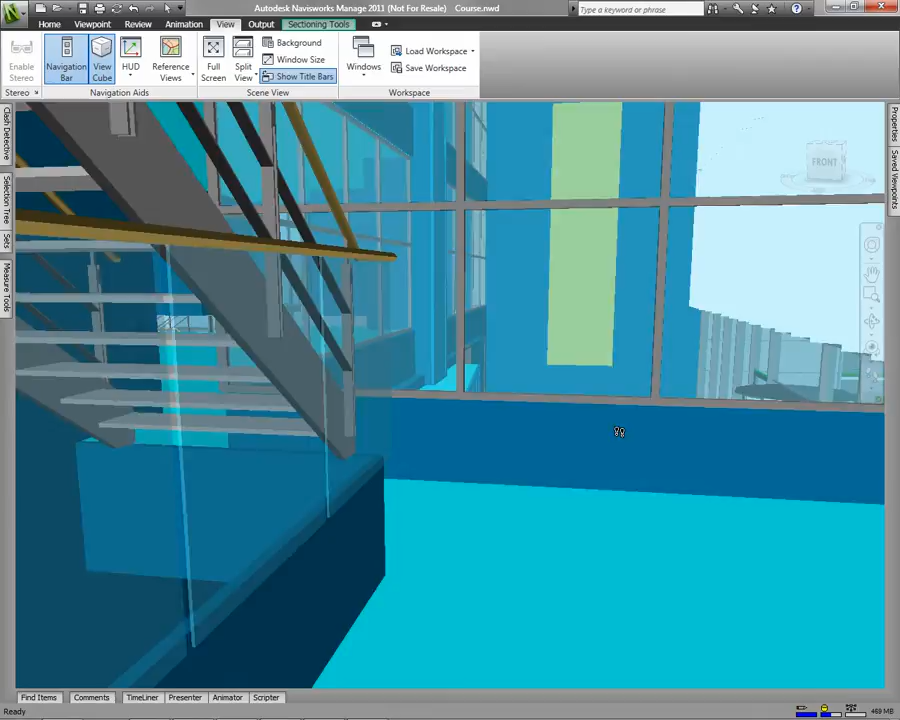 Autodesk Navisworks Manage 2011 (Not For Resale) Course.nwd
Type a keyword or phrase
Home Viewpoint Review Animation View Output Sectioning Tools
Enable Stereo
Navigation Bar
View Cube
HUD
Reference Views
Full Screen
Split View
Background
Window Size
Show Title Bars
Windows
Load Workspace
Save Workspace
Stereo Navigation Aids Scene View Workspace
Clash Detective
Selection Tree
Sets
Measure Tools
Properties
Saved Viewpoints
FRONT
Find Items Comments TimeLiner Presenter Animator Scripter
Ready
469 MB